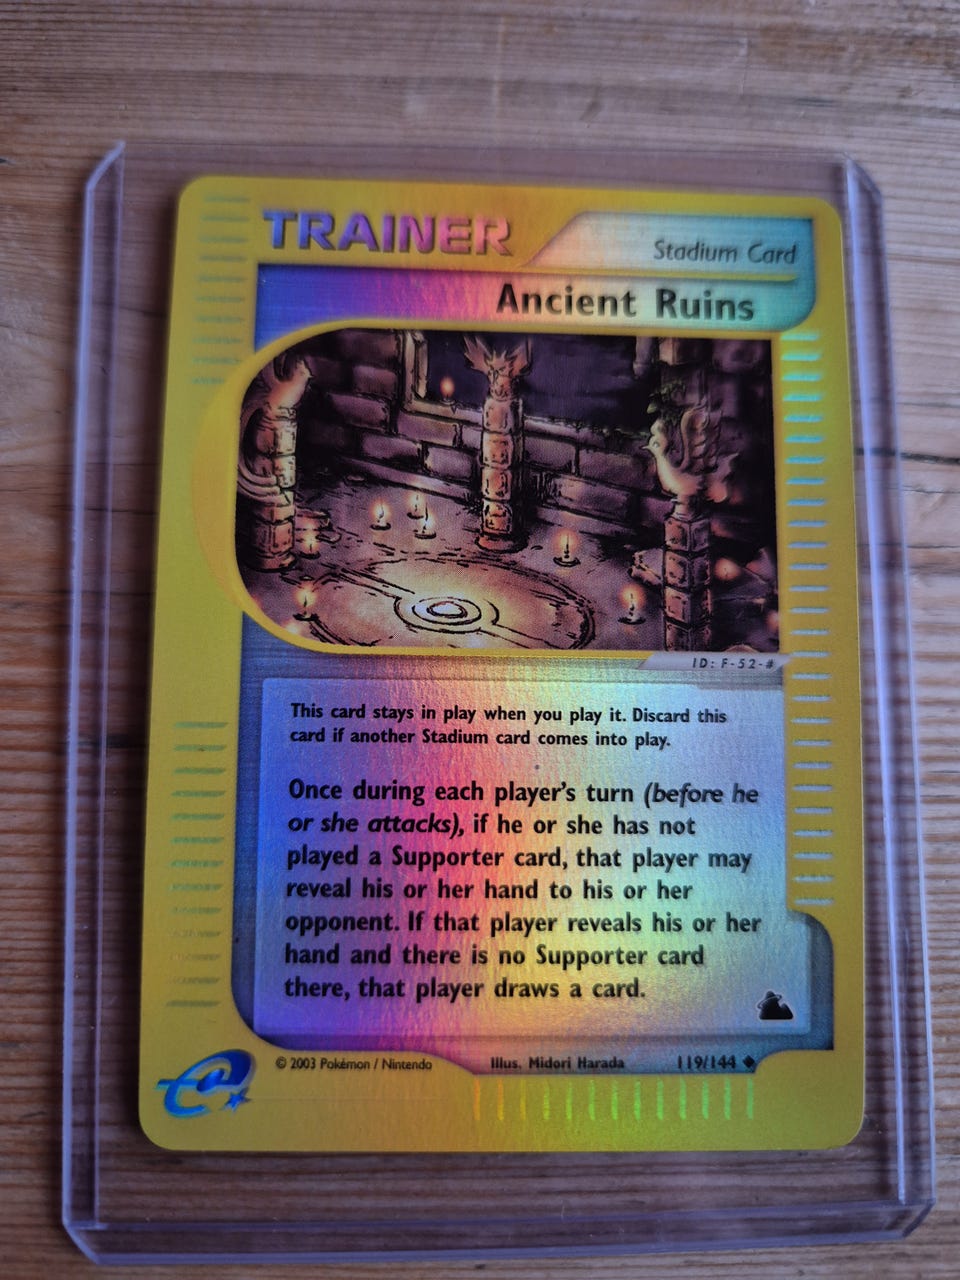 TRAINER
Stadium Card
Ancient Ruins
ID: F-52-#
This card stays in play when you play it. Discard this
card if another Stadium card comes into play.
Once during each player's turn (before he
or she attacks), if he or she has not
played a Supporter card, that player may
reveal his or her hand to his or her
opponent. If that player reveals his or her
hand and there is no Supporter card
there, that player draws a card.
e
© 2003 Pokémon / Nintendo
Illus. Midori Harada
119/144